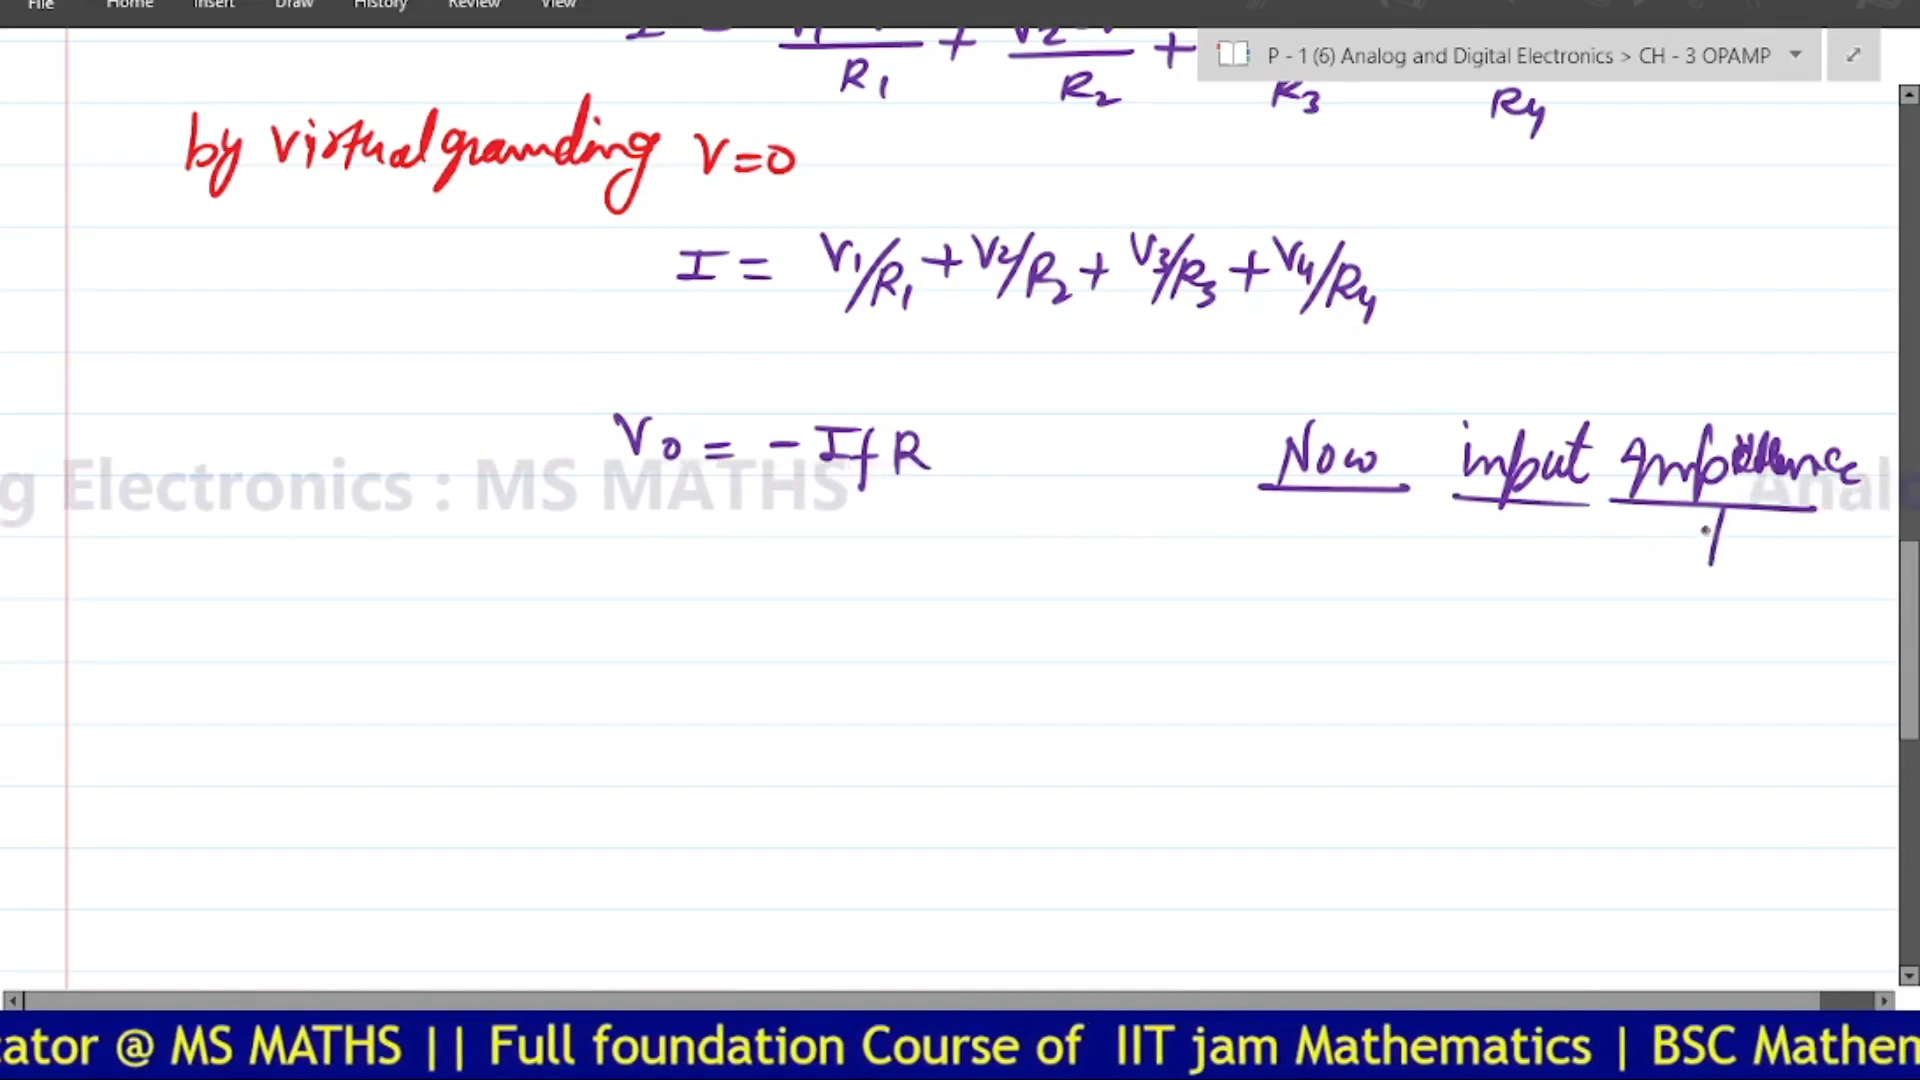 File Home Insert Draw History Review View
R1 + R2 + R3 R4
P - 1 (6) Analog and Digital Electronics > CH - 3 OPAMP
by virtual grounding V=0
I = V1/R1 + V2/R2 + V3/R3 + V4/R4
V0 = - If R
Now input
g Electronics : MS MATHS Analo
cator @ MS MATHS || Full foundation Course of IIT jam Mathematics | BSC Mathem